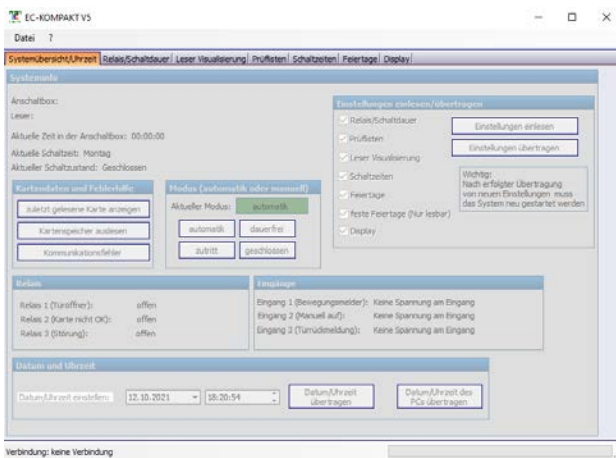 EC-KOMPAKT V5
Datei ?
Systemübersicht/Uhrzeit Relais/Schaltdauer Leser Visualisierung Prüflisten Schaltzeiten Feiertage Display
Systeminfo
Anschaltbox:
Leser:
Aktuelle Zeit in der Anschaltbox: 00:00:00
Aktuelle Schaltzeit: Montag
Aktueller Schaltzustand: Geschlossen
Einstellungen einlesen/übertragen
Relais/Schaltdauer
Prüflisten
Leser Visualisierung
Schaltzeiten
Feiertage
feste Feiertage (Nur lesbar)
Display
Einstellungen einlesen
Einstellungen übertragen
Wichtig:
Nach erfolgter Übertragung
von neuen Einstellungen muss
das System neu gestartet werden
Kartendaten und Fehlerhilfe
zuletzt gelesene Karte anzeigen
Kartenspeicher auslesen
Kommunikationsfehler
Modus (automatik oder manuell)
Aktueller Modus: automatik
automatik dauerfrei
zutritt geschlossen
Relais
Relais 1 (Türöffner): offen
Relais 2 (Karte nicht OK): offen
Relais 3 (Störung): offen
Eingänge
Eingang 1 (Bewegungsmelder): Keine Spannung am Eingang
Eingang 2 (Manuell auf): Keine Spannung am Eingang
Eingang 3 (Türrückmeldung): Keine Spannung am Eingang
Datum und Uhrzeit
Datum/Uhrzeit einstellen: 12.10.2021 18:20:54
Datum/Uhrzeit
übertragen
Datum/Uhrzeit des
PCs übertragen
Verbindung: keine Verbindung